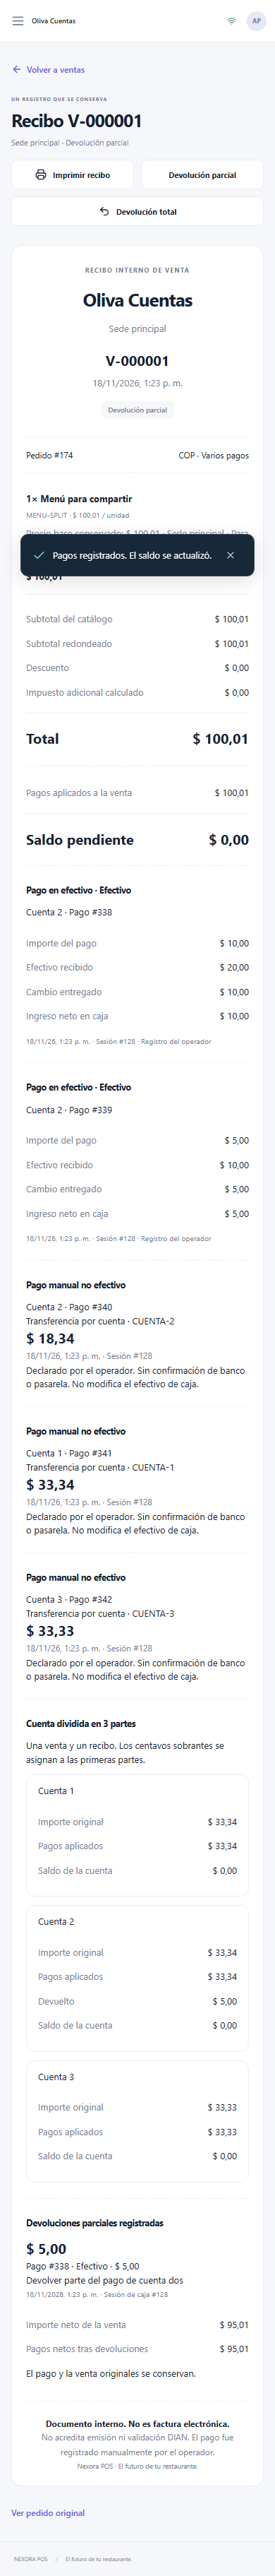 Oliva Cuentas
AP
Volver a ventas
UN REGISTRO QUE SE CONSERVA
Recibo V-000001
Sede principal · Devolución parcial
Imprimir recibo
Devolución parcial
Devolución total
RECIBO INTERNO DE VENTA
Oliva Cuentas
Sede principal
V-000001
18/11/2026, 1:23 p. m.
Devolución parcial
Pedido #174
COP · Varios pagos
1× Menú para compartir
MENU-SPLIT · $ 100,01 / unidad
Precio base conservado: $ 100,01 · Sede principal · Para
Pagos registrados. El saldo se actualizó.
$ 100,01
Subtotal del catálogo $ 100,01
Subtotal redondeado $ 100,01
Descuento $ 0,00
Impuesto adicional calculado $ 0,00
Total $ 100,01
Pagos aplicados a la venta $ 100,01
Saldo pendiente $ 0,00
Pago en efectivo · Efectivo
Cuenta 2 · Pago #338
Importe del pago $ 10,00
Efectivo recibido $ 20,00
Cambio entregado $ 10,00
Ingreso neto en caja $ 10,00
18/11/26, 1:23 p. m. · Sesión #128 · Registro del operador
Pago en efectivo · Efectivo
Cuenta 2 · Pago #339
Importe del pago $ 5,00
Efectivo recibido $ 10,00
Cambio entregado $ 5,00
Ingreso neto en caja $ 5,00
18/11/26, 1:23 p. m. · Sesión #128 · Registro del operador
Pago manual no efectivo
Cuenta 2 · Pago #340
Transferencia por cuenta · CUENTA-2
$ 18,34
18/11/26, 1:23 p. m. · Sesión #128
Declarado por el operador. Sin confirmación de banco
o pasarela. No modifica el efectivo de caja.
Pago manual no efectivo
Cuenta 1 · Pago #341
Transferencia por cuenta · CUENTA-1
$ 33,34
18/11/26, 1:23 p. m. · Sesión #128
Declarado por el operador. Sin confirmación de banco
o pasarela. No modifica el efectivo de caja.
Pago manual no efectivo
Cuenta 3 · Pago #342
Transferencia por cuenta · CUENTA-3
$ 33,33
18/11/26, 1:23 p. m. · Sesión #128
Declarado por el operador. Sin confirmación de banco
o pasarela. No modifica el efectivo de caja.
Cuenta dividida en 3 partes
Una venta y un recibo. Los centavos sobrantes se
asignan a las primeras partes.
Cuenta 1
Importe original $ 33,34
Pagos aplicados $ 33,34
Saldo de la cuenta $ 0,00
Cuenta 2
Importe original $ 33,34
Pagos aplicados $ 33,34
Devuelto $ 5,00
Saldo de la cuenta $ 0,00
Cuenta 3
Importe original $ 33,33
Pagos aplicados $ 33,33
Saldo de la cuenta $ 0,00
Devoluciones parciales registradas
$ 5,00
Pago #338 · Efectivo · $ 5,00
Devolver parte del pago de cuenta dos
18/11/2026, 1:23 p. m. · Sesión de caja #128
Importe neto de la venta $ 95,01
Pagos netos tras devoluciones $ 95,01
El pago y la venta originales se conservan.
Documento interno. No es factura electrónica.
No acredita emisión ni validación DIAN. El pago fue
registrado manualmente por el operador.
Nexora POS · El futuro de tu restaurante.
Ver pedido original
NEXORA POS / El futuro de tu restaurante.